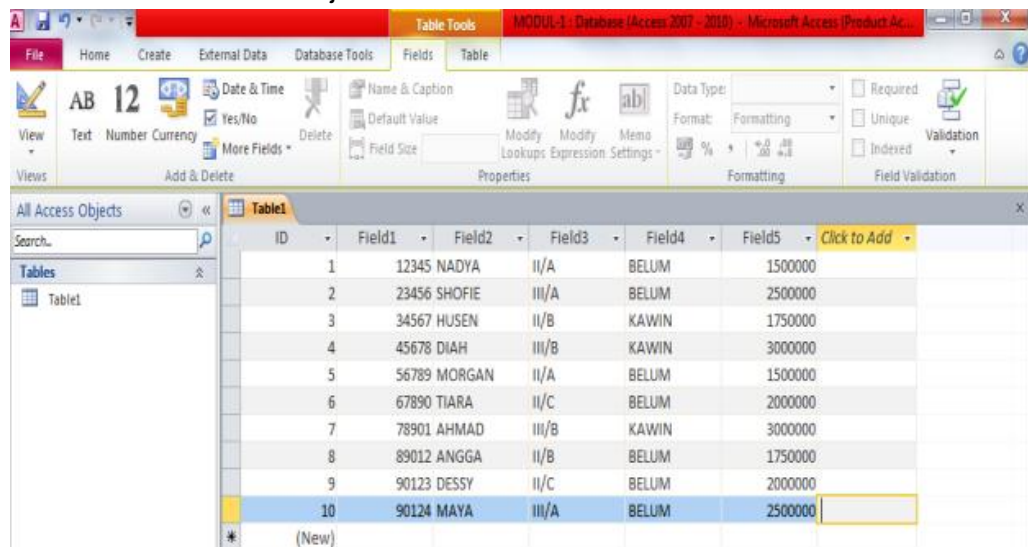 A Table Tools MODUL-1 : Database (Access 2007 - 2010) - Microsoft Access (Product Ac...
File Home Create External Data Database Tools Fields Table
AB 12 Date & Time Name & Caption fx ab| Data Type: Required
Yes/No Default Value Format: Formatting Unique
View Text Number Currency More Fields Delete Field Size Modify Lookups Modify Expression Memo Settings % , Indexed Validation
Views Add & Delete Properties Formatting Field Validation
All Access Objects « Table1 x
Search... ID Field1 Field2 Field3 Field4 Field5 Click to Add
Tables 1 12345 NADYA II/A BELUM 1500000
Table1 2 23456 SHOFIE III/A BELUM 2500000
3 34567 HUSEN II/B KAWIN 1750000
4 45678 DIAH III/B KAWIN 3000000
5 56789 MORGAN II/A BELUM 1500000
6 67890 TIARA II/C BELUM 2000000
7 78901 AHMAD III/B KAWIN 3000000
8 89012 ANGGA II/B BELUM 1750000
9 90123 DESSY II/C BELUM 2000000
10 90124 MAYA III/A BELUM 2500000
* (New)